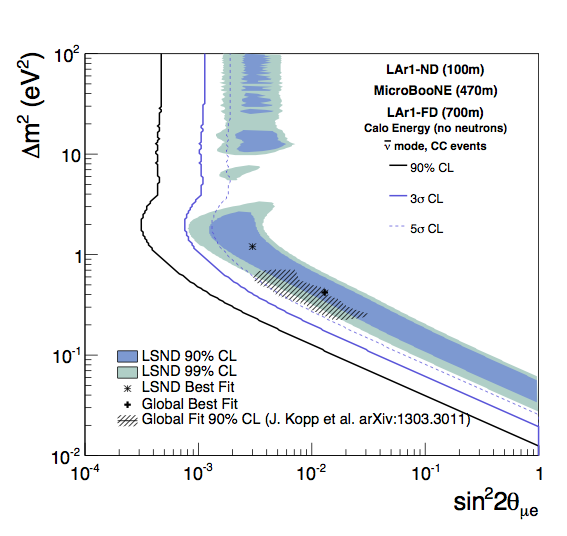 Δm² (eV²)
10²
10
1
10⁻¹
10⁻²
10⁻⁴
10⁻³
10⁻²
10⁻¹
1
sin²2θμe
LAr1-ND (100m)
MicroBooNE (470m)
LAr1-FD (700m)
Calo Energy (no neutrons)
ν̄ mode, CC events
90% CL
3σ CL
5σ CL
LSND 90% CL
LSND 99% CL
LSND Best Fit
Global Best Fit
Global Fit 90% CL (J. Kopp et al. arXiv:1303.3011)